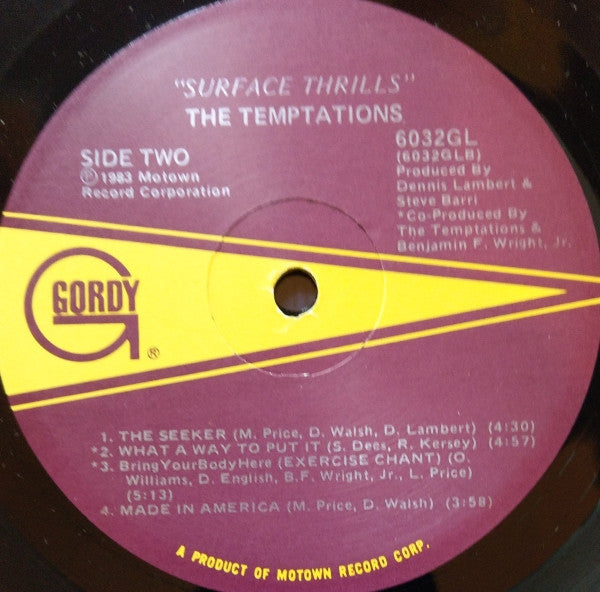 "SURFACE THRILLS"
THE TEMPTATIONS
SIDE TWO
Ⓟ 1983 Motown
Record Corporation
6032GL
(6032GLB)
Produced By
Dennis Lambert &
Steve Barri
*Co-Produced By
The Temptations &
Benjamin F. Wright, Jr.
GORDY
G®
1. THE SEEKER (M. Price, D. Walsh, D. Lambert) (4:30)
*2. WHAT A WAY TO PUT IT (S. Dees, R. Kersey) (4:57)
*3. BringYourBodyHere (EXERCISE CHANT) (O.
Williams, D. English, B.F. Wright, Jr., L. Price)
(5:13)
4. MADE IN AMERICA (M. Price, D. Walsh) (3:58)
A PRODUCT OF MOTOWN RECORD CORP.